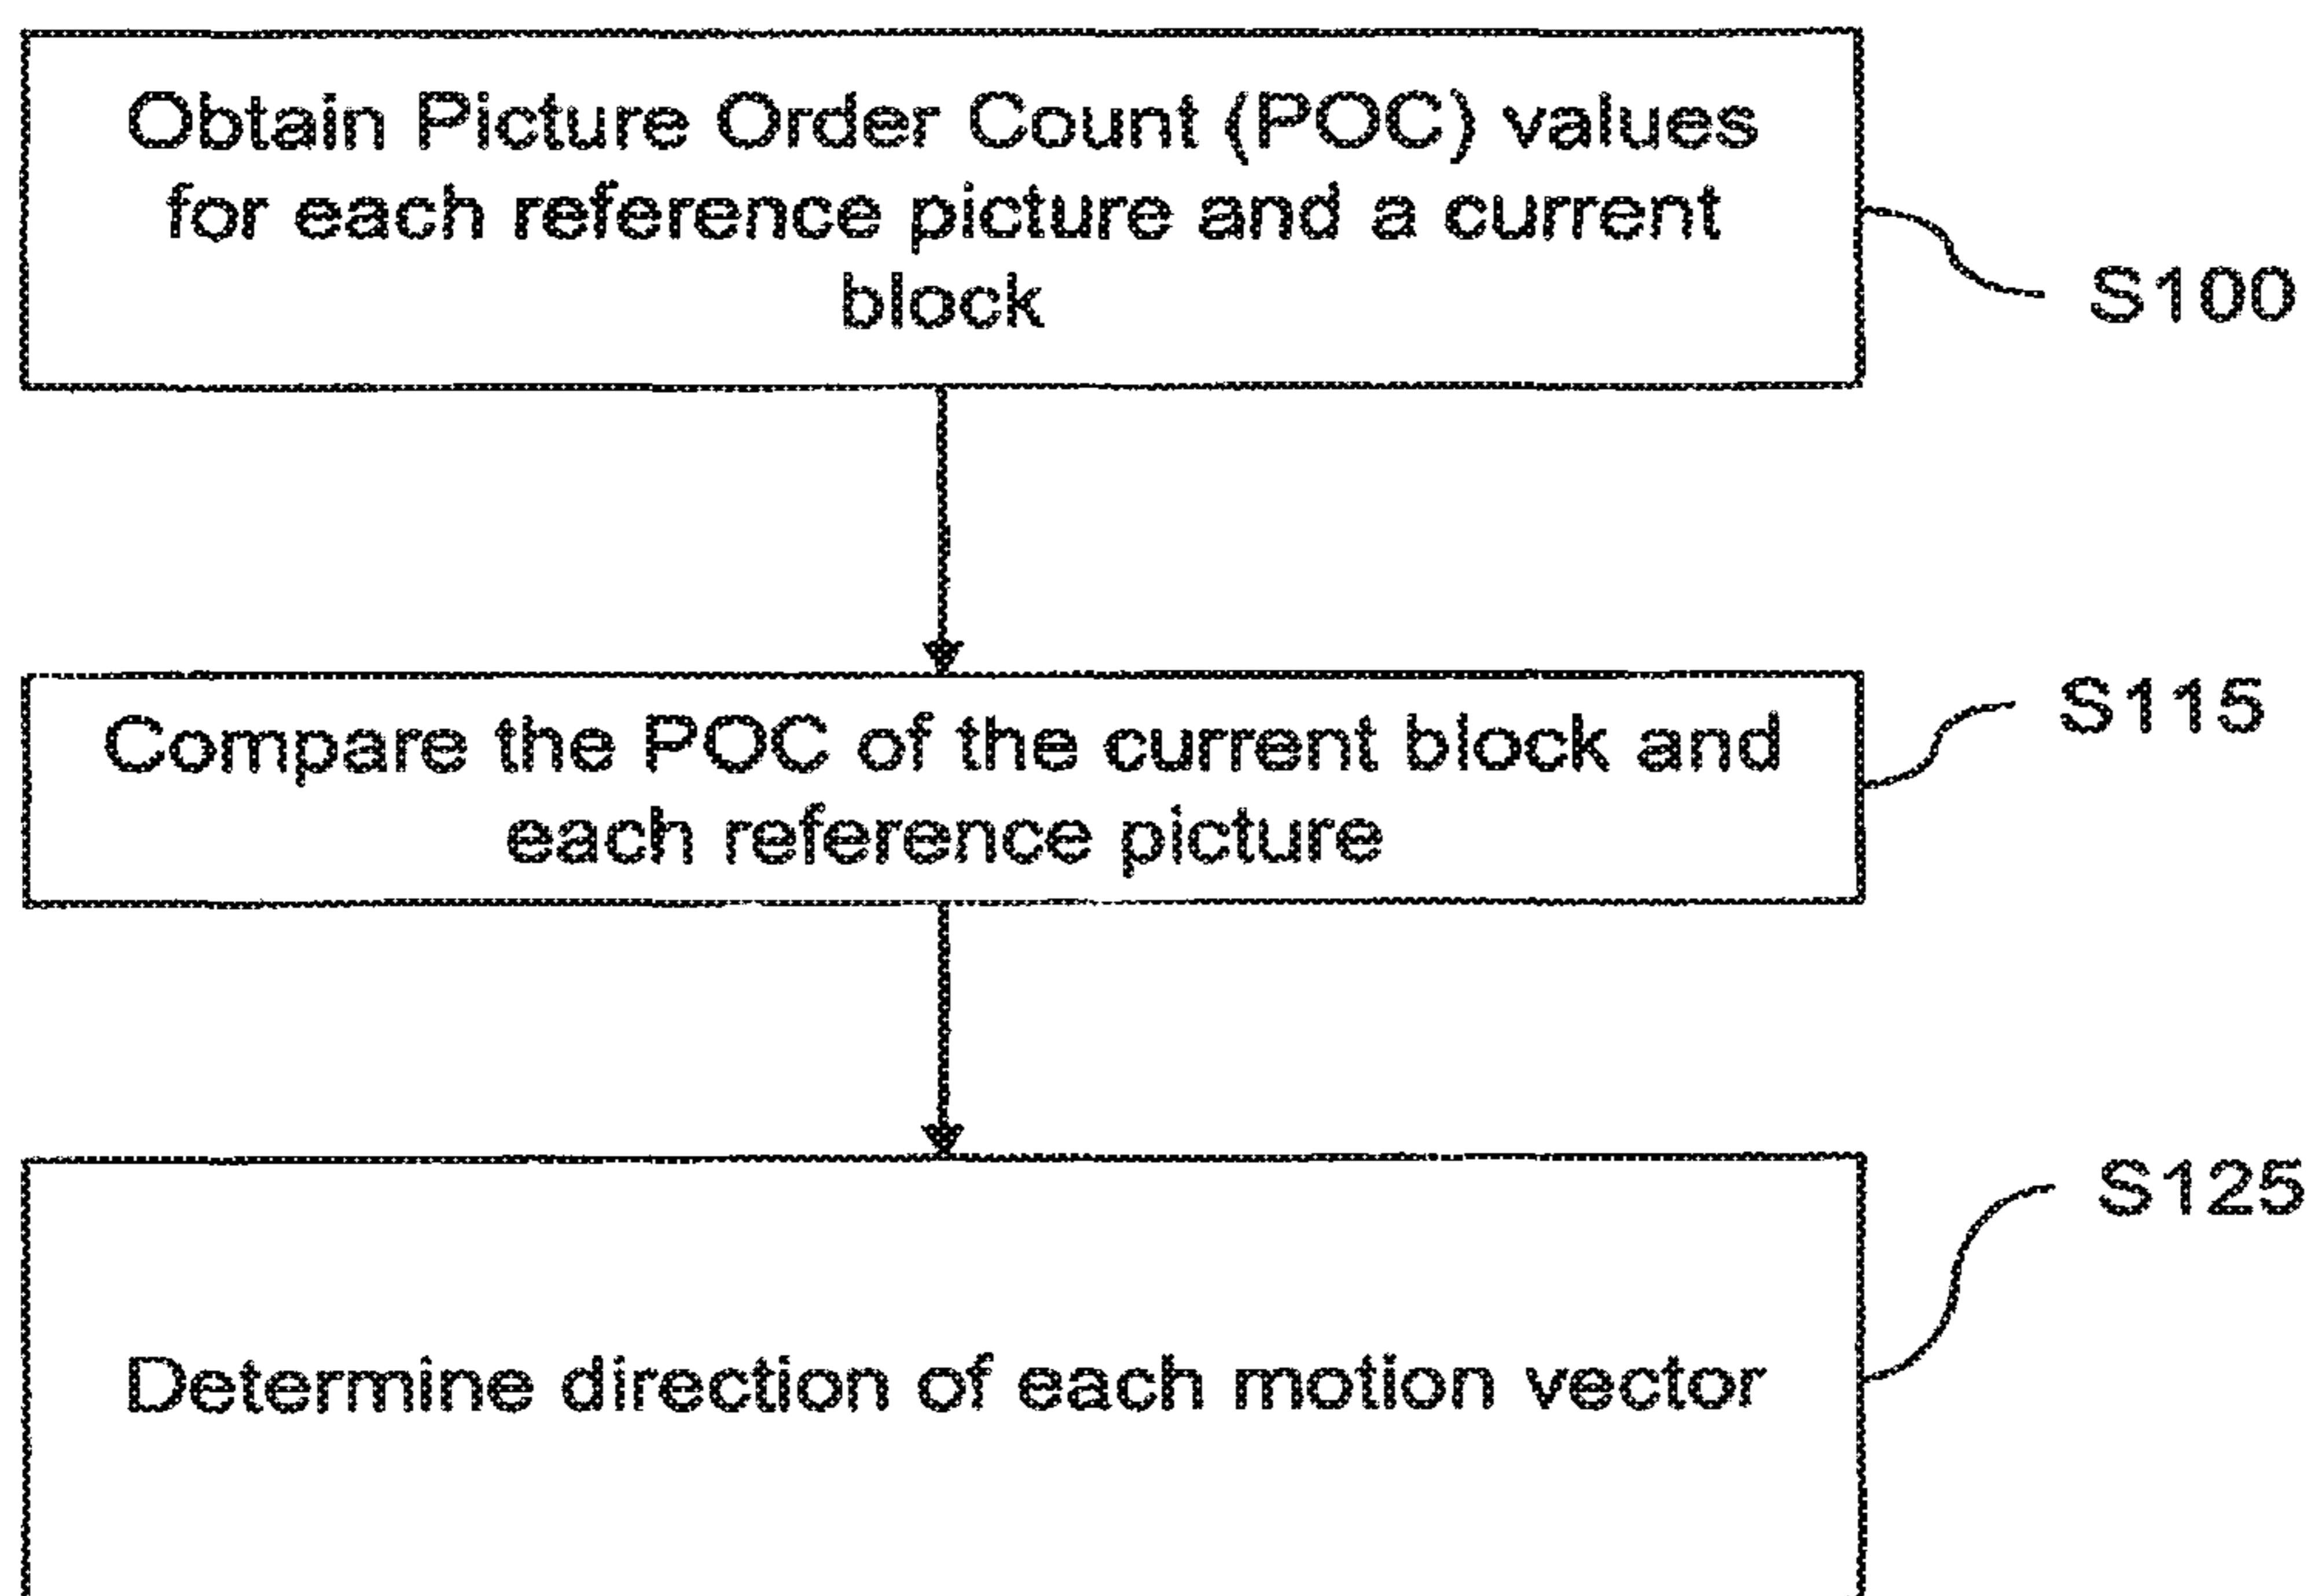 Obtain Picture Order Count (POC) values
for each reference picture and a current
block
S100
Compare the POC of the current block and
each reference picture
S115
Determine direction of each motion vector
S125